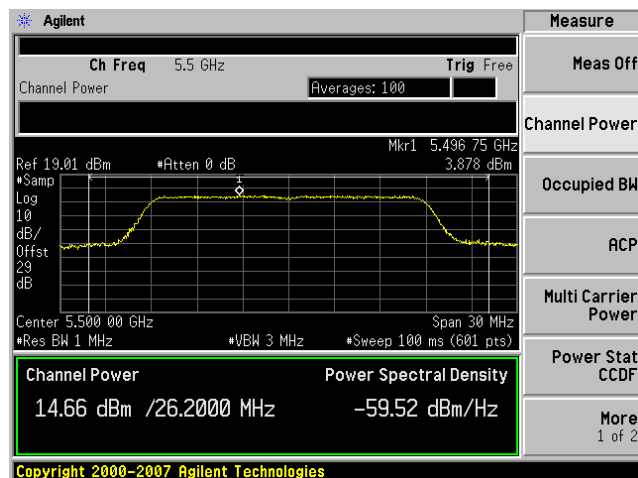 Agilent
Measure
Ch Freq 5.5 GHz Trig Free
Meas Off
Channel Power
Averages: 100
Channel Power
Mkr1 5.496 75 GHz
Ref 19.01 dBm #Atten 0 dB 3.878 dBm
#Samp
1
Log
10
dB/
Offst
29
dB
Occupied BW
ACP
Multi Carrier
Power
Center 5.500 00 GHz Span 30 MHz
#Res BW 1 MHz #VBW 3 MHz #Sweep 100 ms (601 pts)
Power Stat
CCDF
Channel Power Power Spectral Density
14.66 dBm /26.2000 MHz -59.52 dBm/Hz
More
1 of 2
Copyright 2000-2007 Agilent Technologies